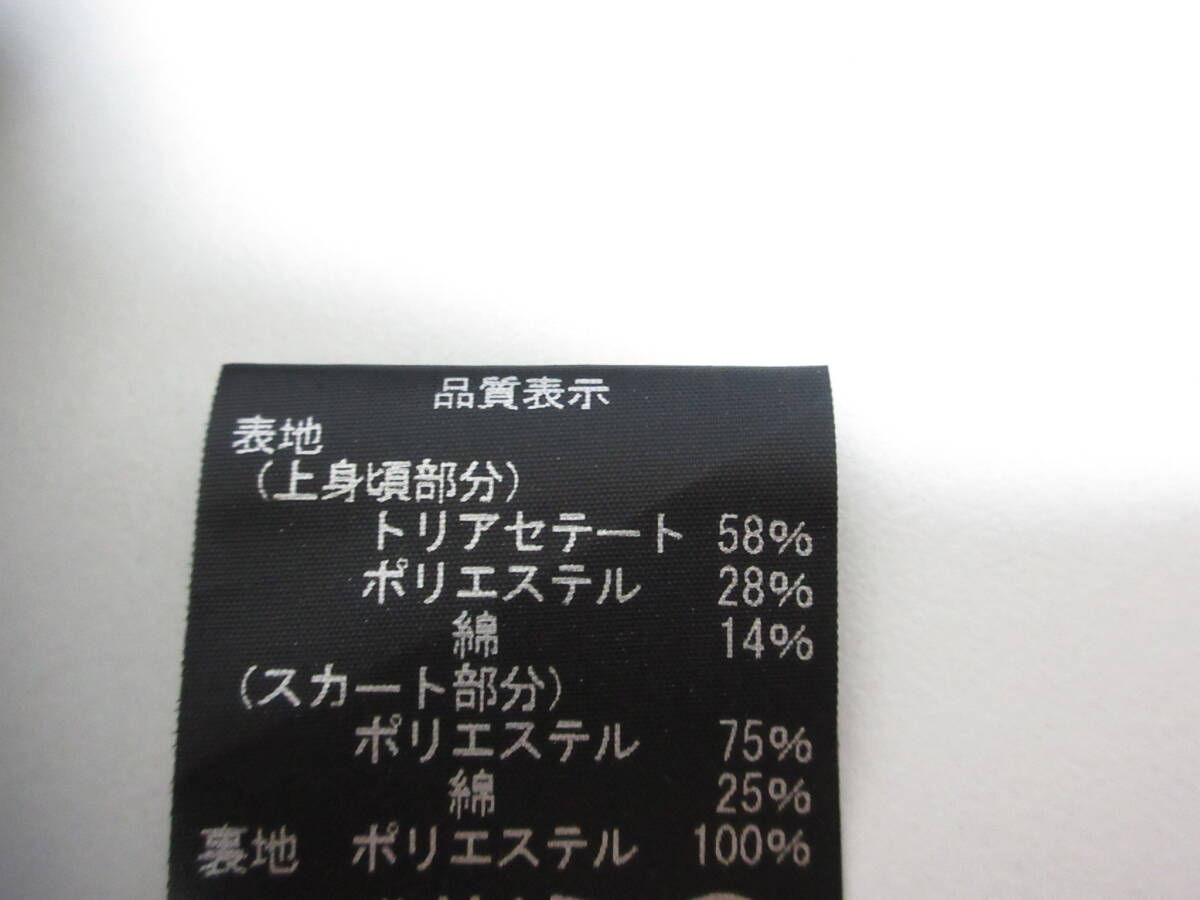 品質表示
表地
(上身頃部分)
トリアセテート 58%
ポリエステル 28%
綿 14%
(スカート部分)
ポリエステル 75%
綿 25%
裏地 ポリエステル 100%